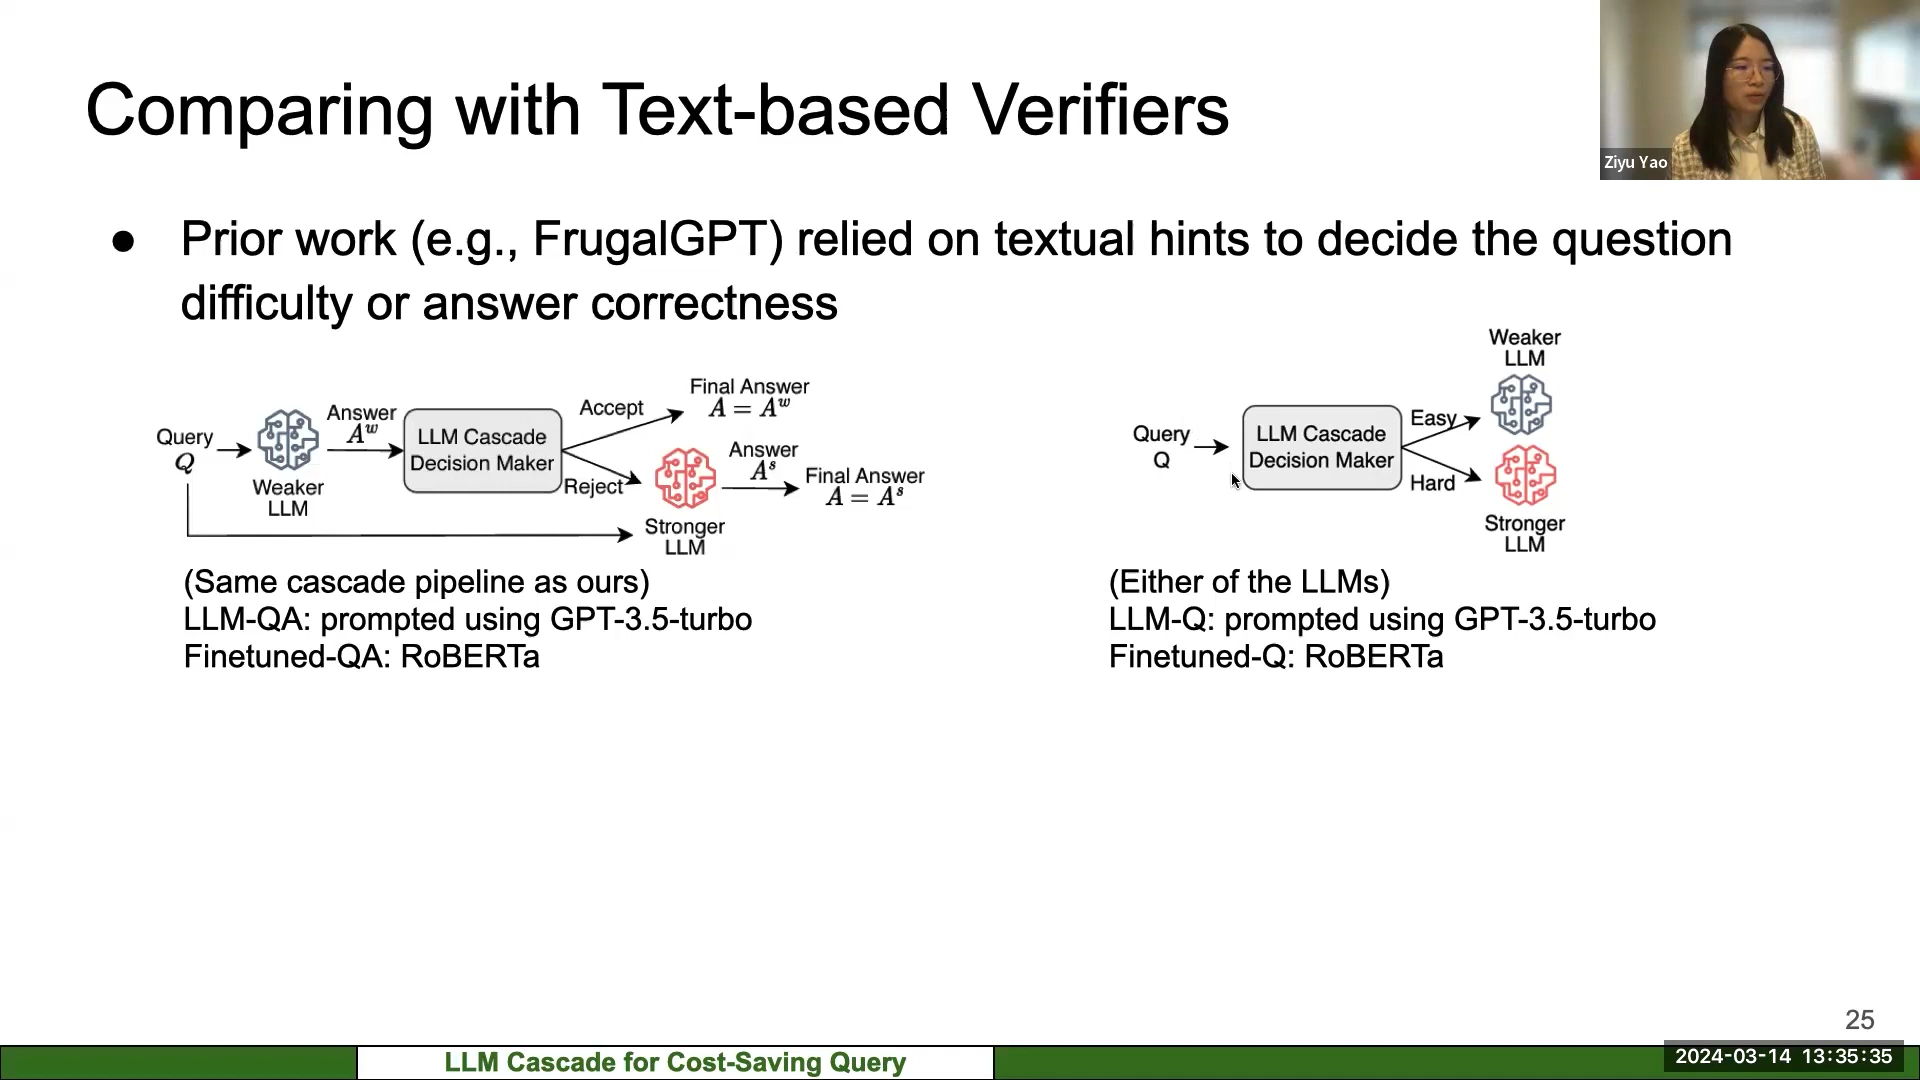 Comparing with Text-based Verifiers
Ziyu Yao
● Prior work (e.g., FrugalGPT) relied on textual hints to decide the question
difficulty or answer correctness
Query
Q
Weaker
LLM
Answer
A^w
LLM Cascade
Decision Maker
Accept
Final Answer
A = A^w
Reject
Stronger
LLM
Answer
A^s
Final Answer
A = A^s
(Same cascade pipeline as ours)
LLM-QA: prompted using GPT-3.5-turbo
Finetuned-QA: RoBERTa
Query
Q
LLM Cascade
Decision Maker
Easy
Weaker
LLM
Hard
Stronger
LLM
(Either of the LLMs)
LLM-Q: prompted using GPT-3.5-turbo
Finetuned-Q: RoBERTa
25
LLM Cascade for Cost-Saving Query
2024-03-14 13:35:35